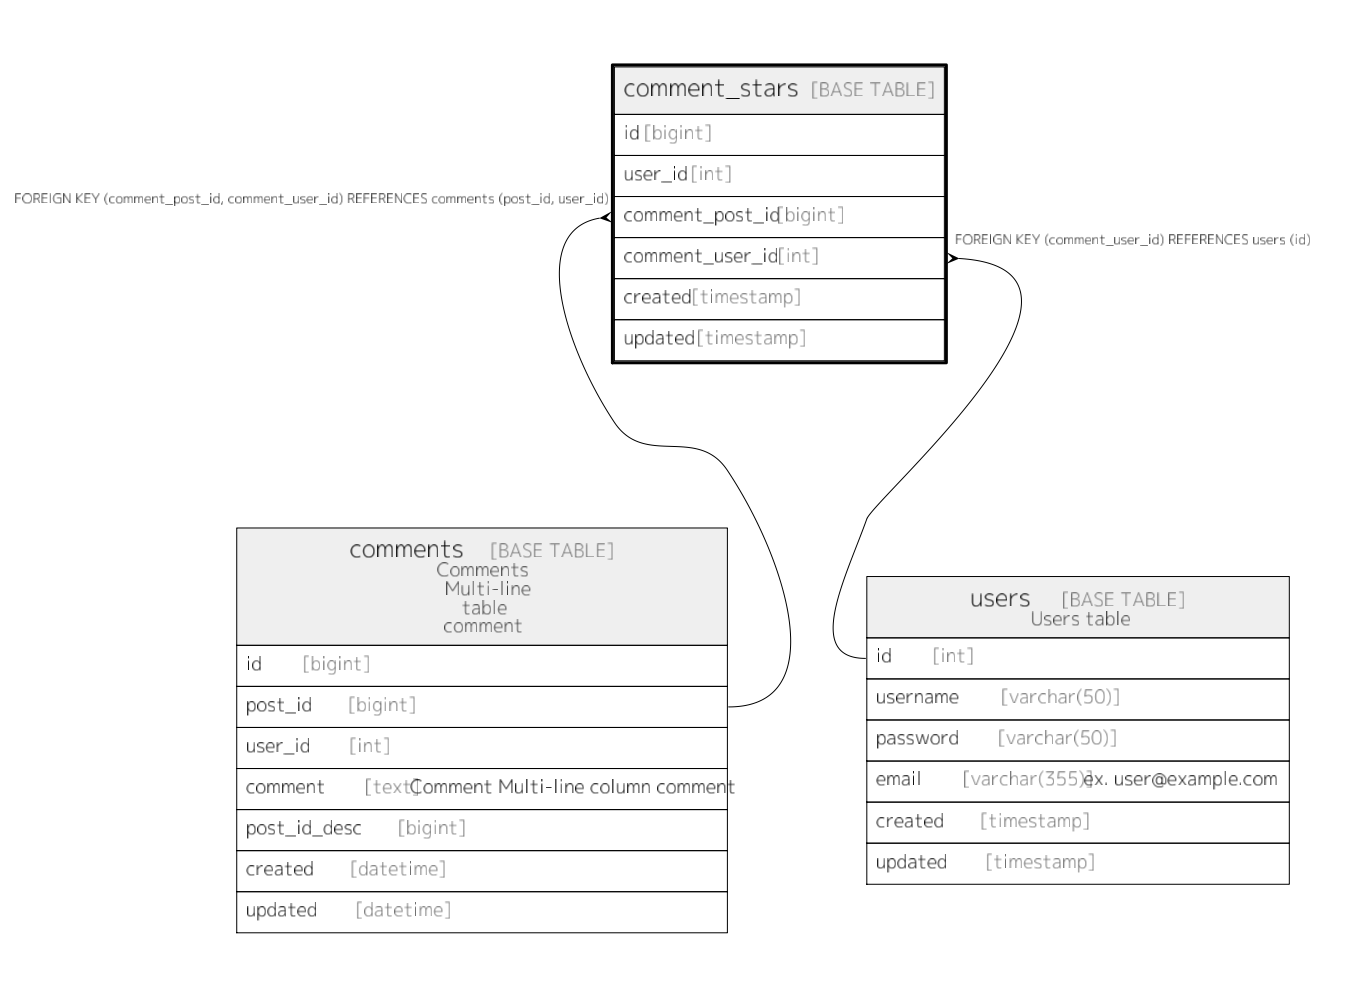 comment_stars [BASE TABLE]
id [bigint]
user_id [int]
FOREIGN KEY (comment_post_id, comment_user_id) REFERENCES comments (post_id, user_id)
comment_post_id [bigint]
FOREIGN KEY (comment_user_id) REFERENCES users (id)
comment_user_id [int]
created [timestamp]
updated [timestamp]
comments [BASE TABLE]
Comments
Multi-line
table
comment
id [bigint]
post_id [bigint]
user_id [int]
comment [text] Comment Multi-line column comment
post_id_desc [bigint]
created [datetime]
updated [datetime]
users [BASE TABLE]
Users table
id [int]
username [varchar(50)]
password [varchar(50)]
email [varchar(355)] ex. user@example.com
created [timestamp]
updated [timestamp]